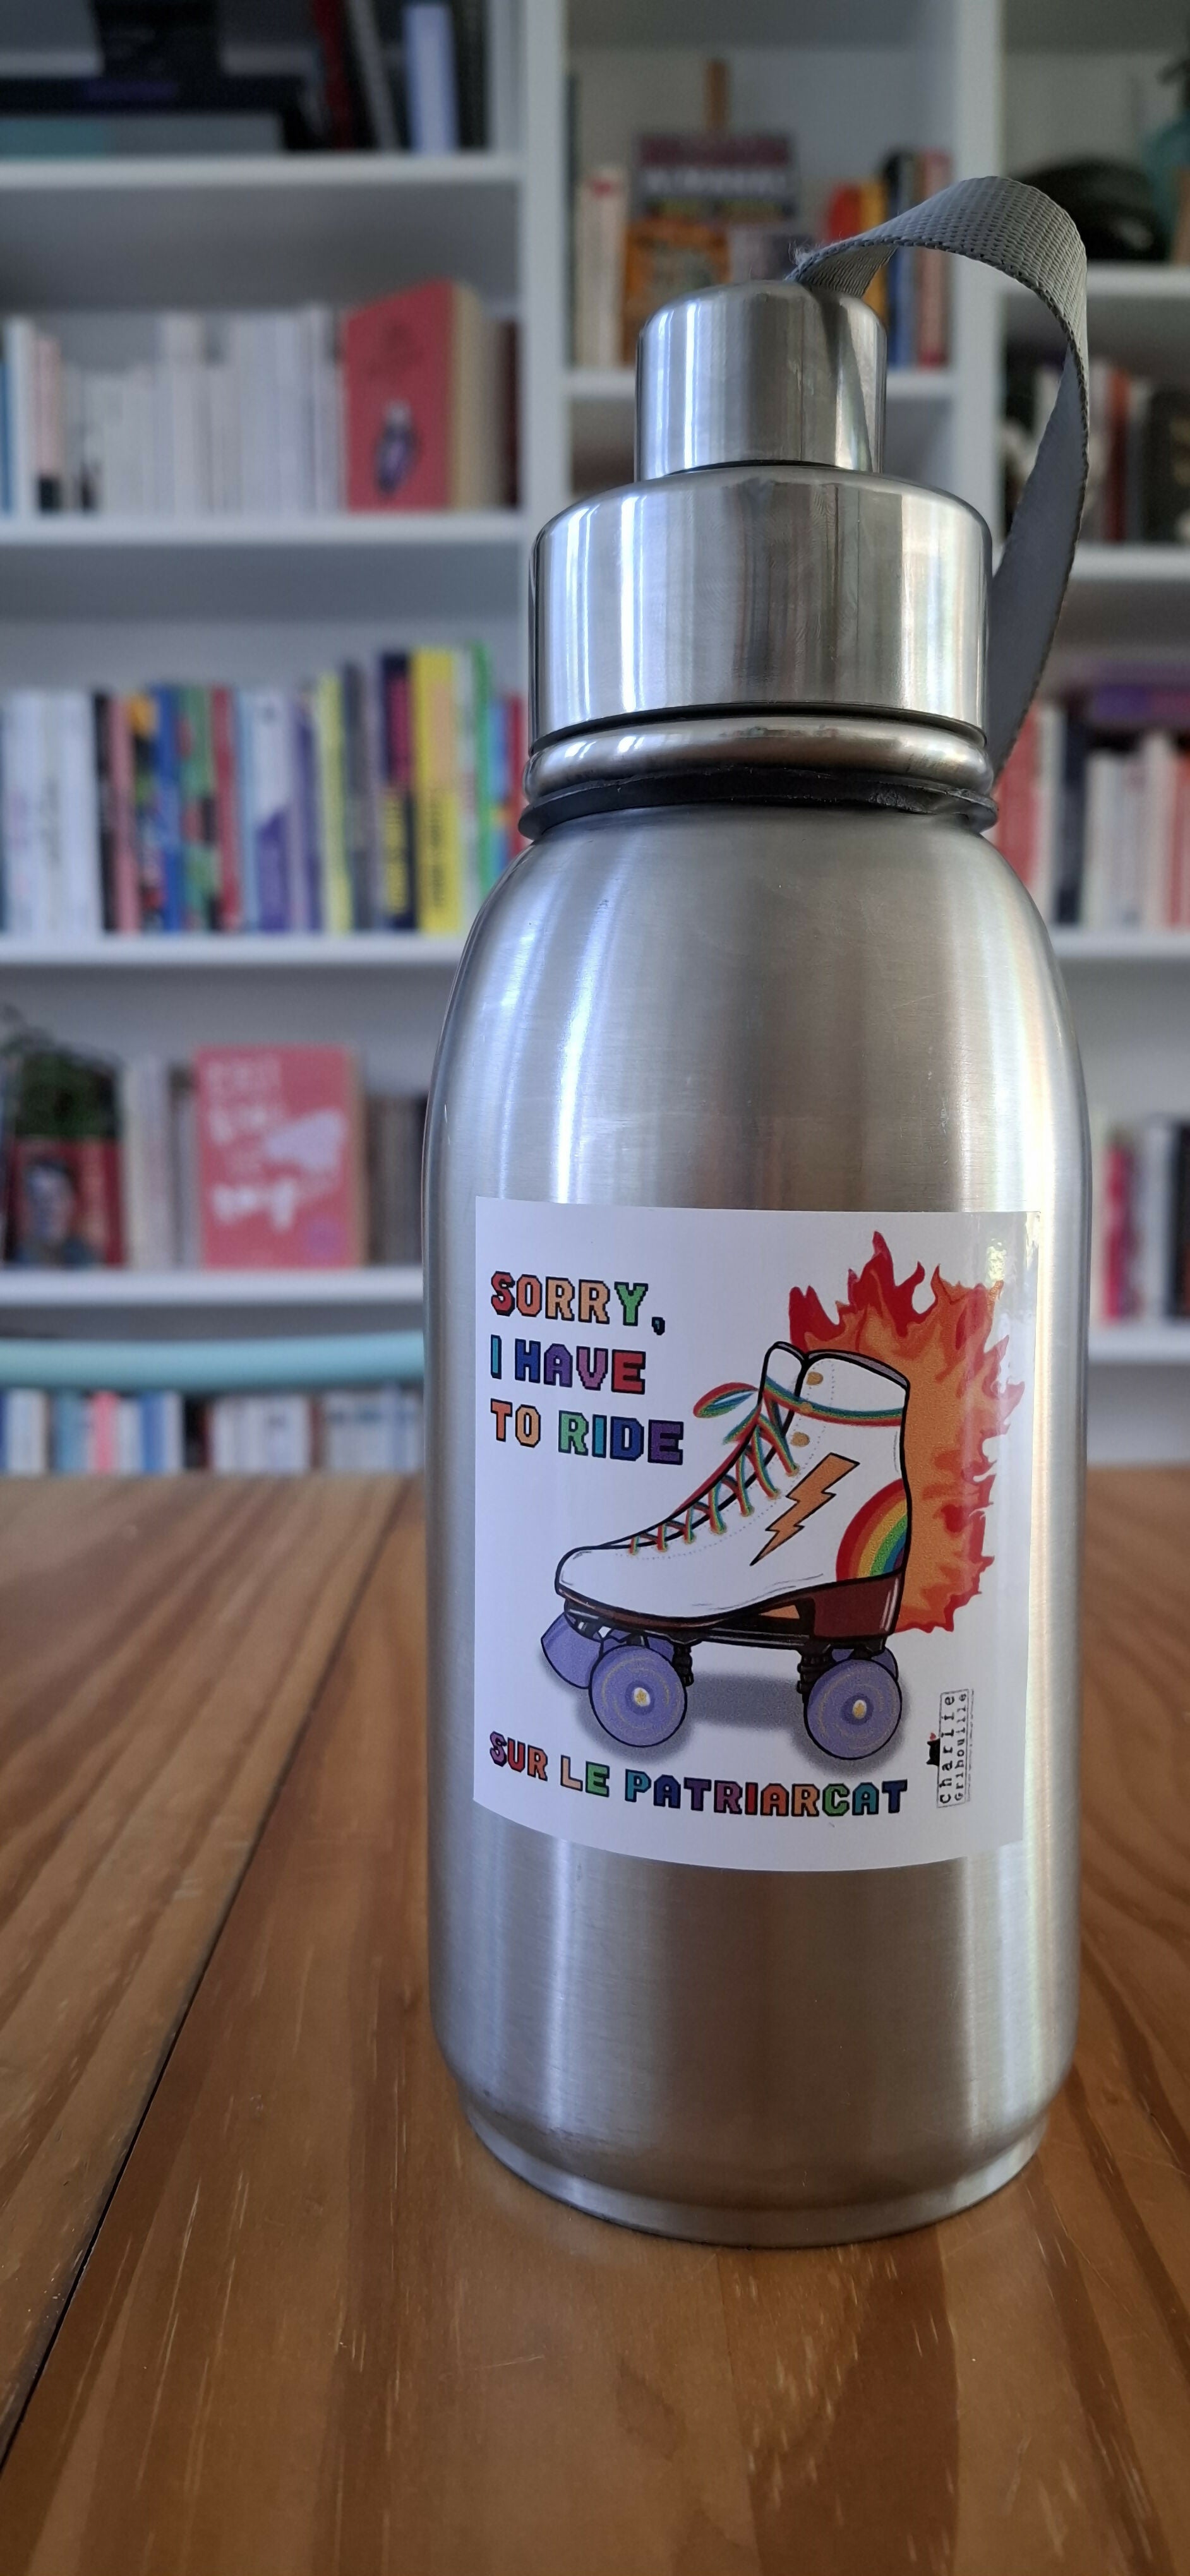 SORRY,
I HAVE
TO RIDE
SUR LE PATRIARCAT
Charlie
Gribouille